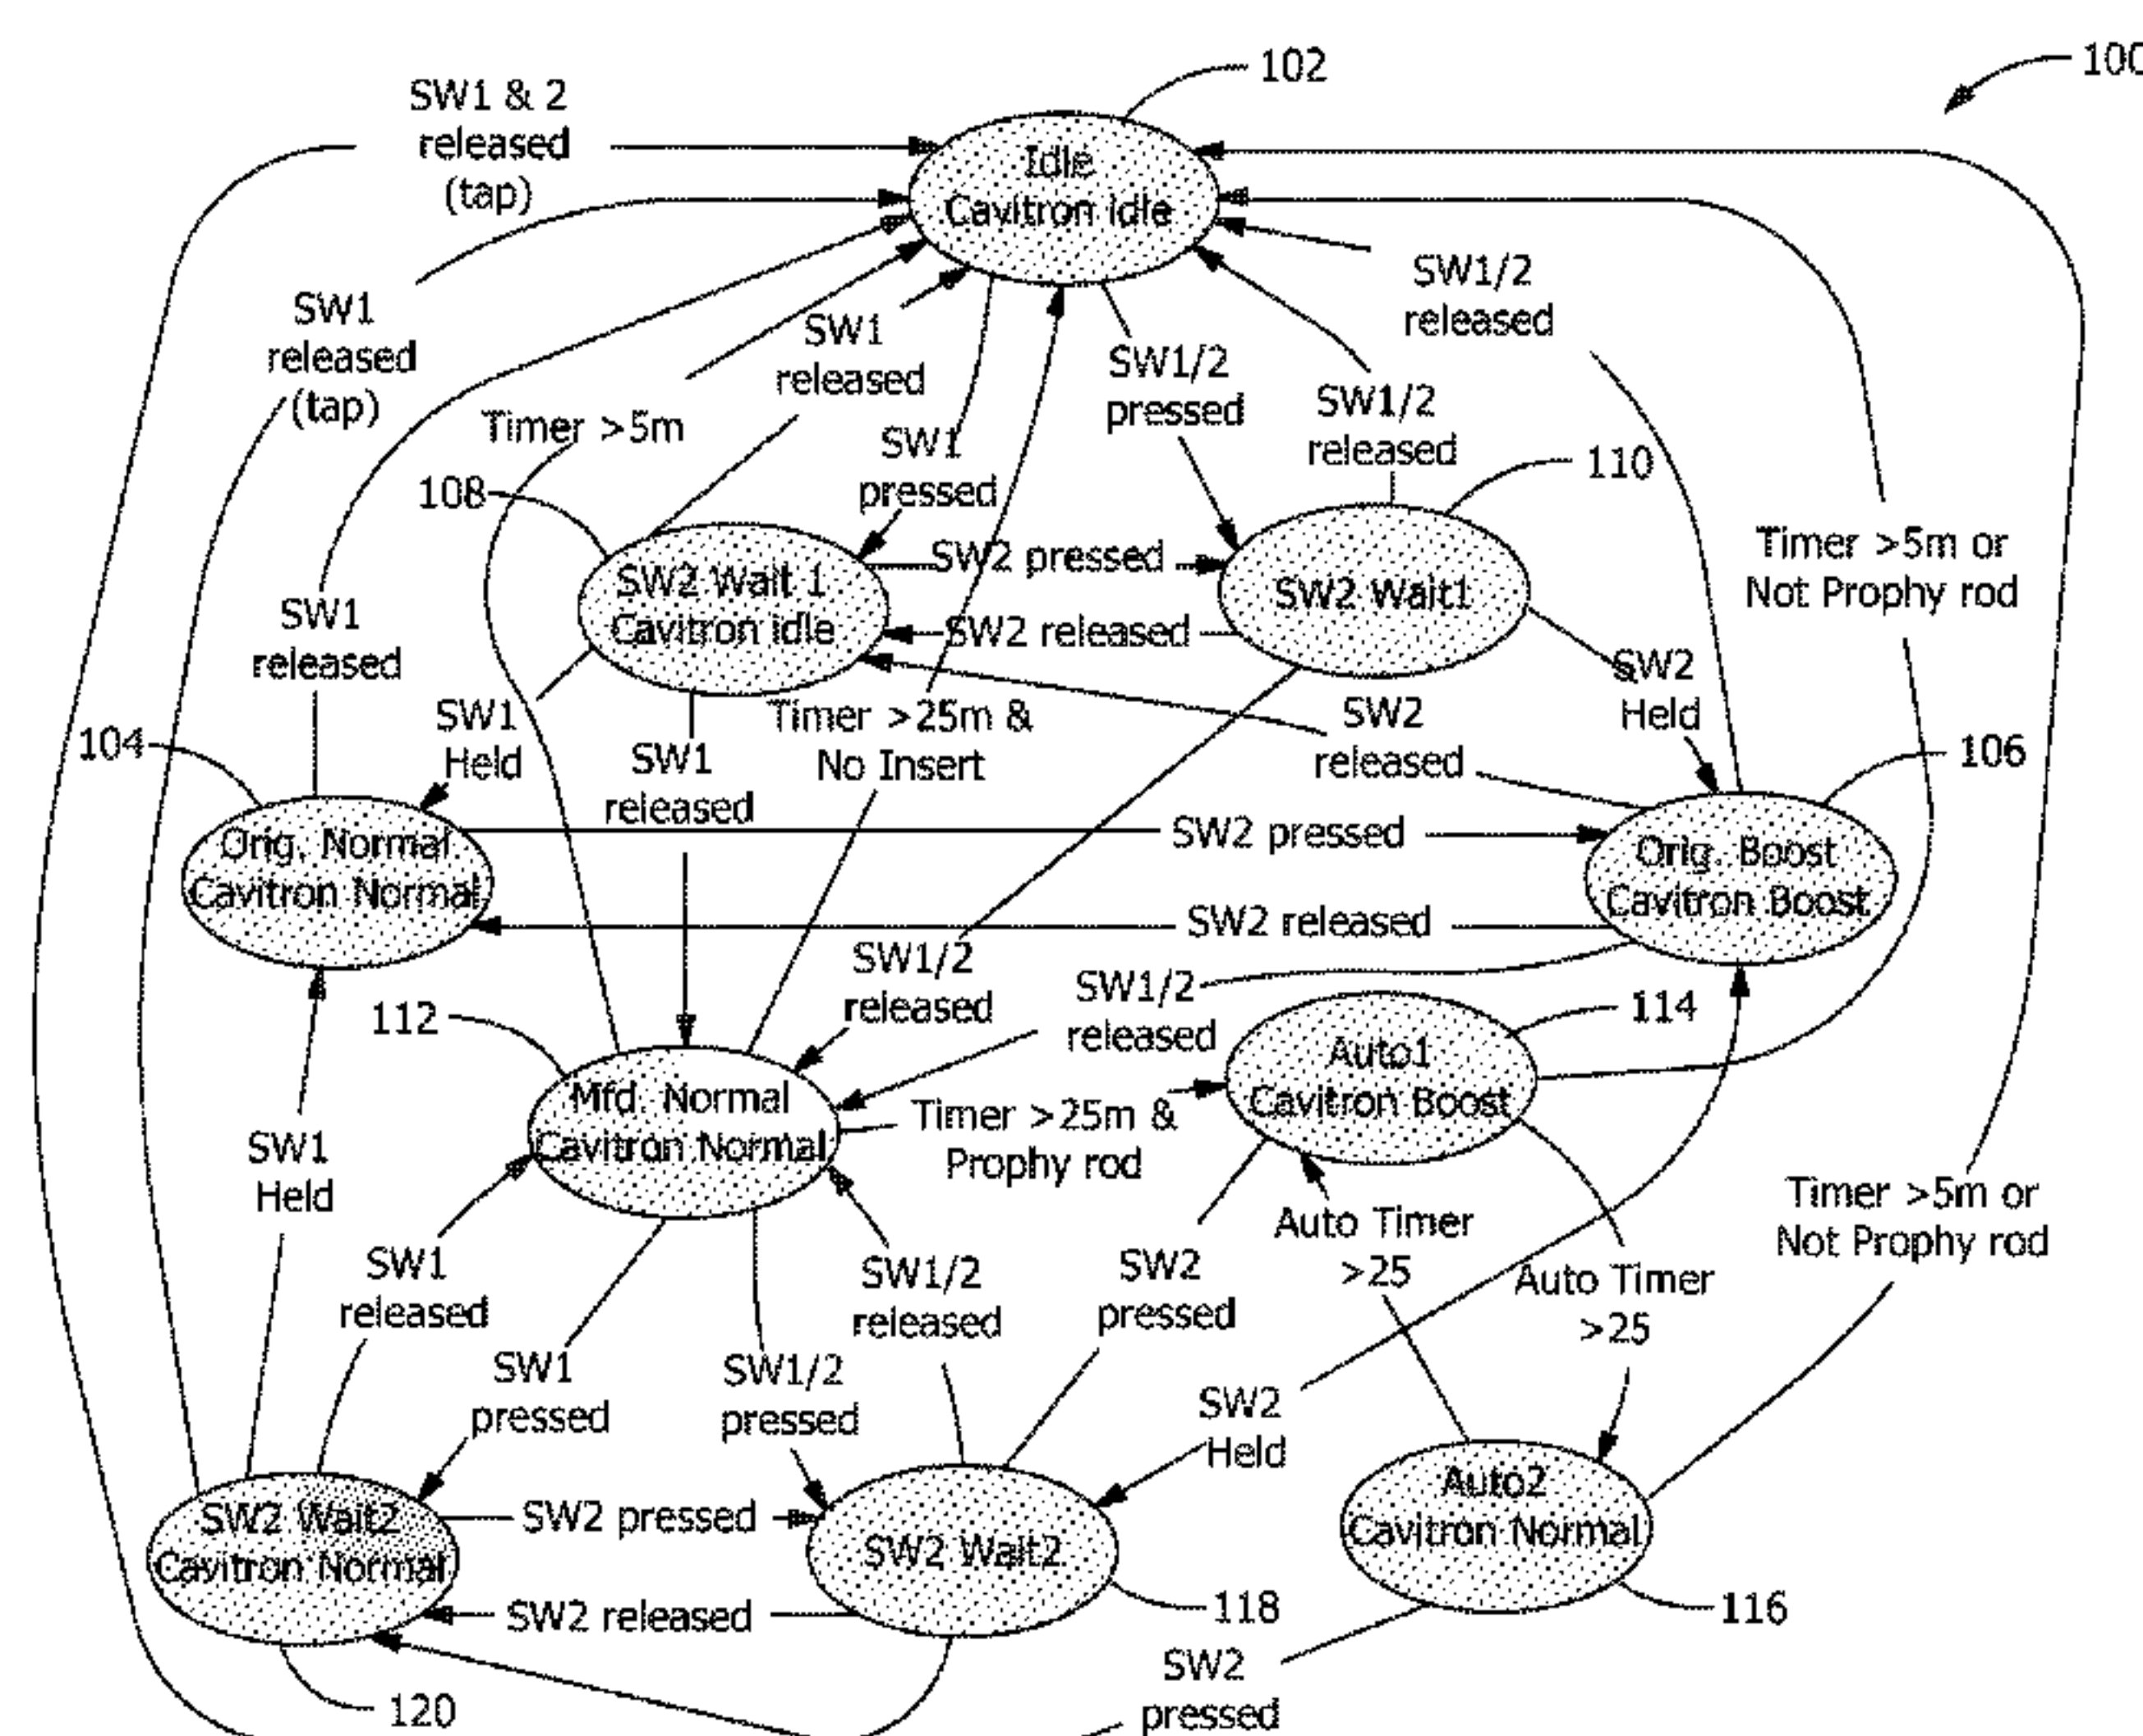 100
102
SW1 & 2
released
(tap)
Idle
Cavitron idle
SW1/2
released
SW1
released
(tap)
SW1
released
SW1/2
pressed
SW1/2
released
Timer >5m
SW1
pressed
108
110
SW2 pressed
Timer >5m or
Not Prophy rod
SW2 Wait 1
Cavitron idle
SW2 Wait1
SW1
released
SW2 released
SW2
Held
SW1
Held
Timer >25m &
No Insert
SW2
released
104
SW1
released
106
Orig. Normal
Cavitron Normal
SW2 pressed
Orig. Boost
Cavitron Boost
SW2 released
SW1/2
released
SW1/2
released
112
114
Mfd. Normal
Cavitron Normal
Auto1
Cavitron Boost
Timer >25m &
Prophy rod
SW1
Held
Timer >5m or
Not Prophy rod
SW1
released
SW1/2
released
SW2
pressed
Auto Timer
>25
Auto Timer
>25
SW1
pressed
SW1/2
pressed
SW2
Held
SW2 Wait2
Cavitron Normal
SW2 pressed
SW2 Wait2
Auto2
Cavitron Normal
SW2 released
118
116
120
SW2
pressed